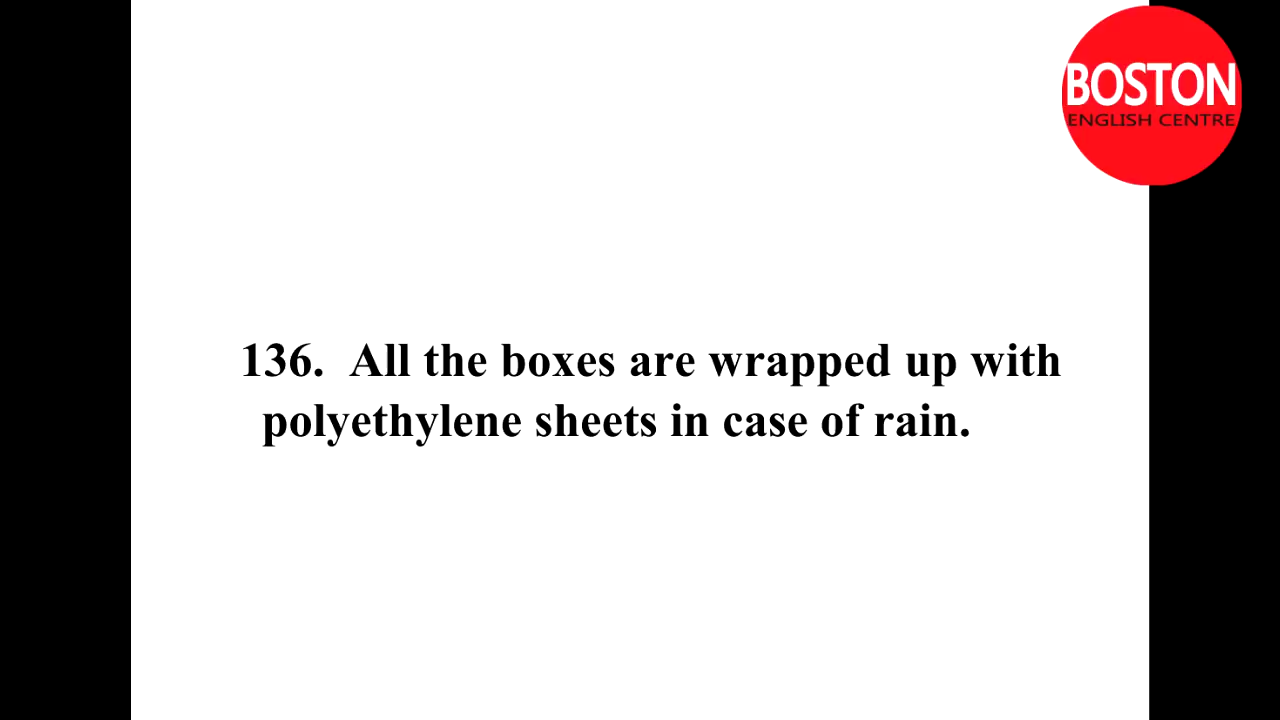 BOSTON
ENGLISH CENTRE
136. All the boxes are wrapped up with
polyethylene sheets in case of rain.